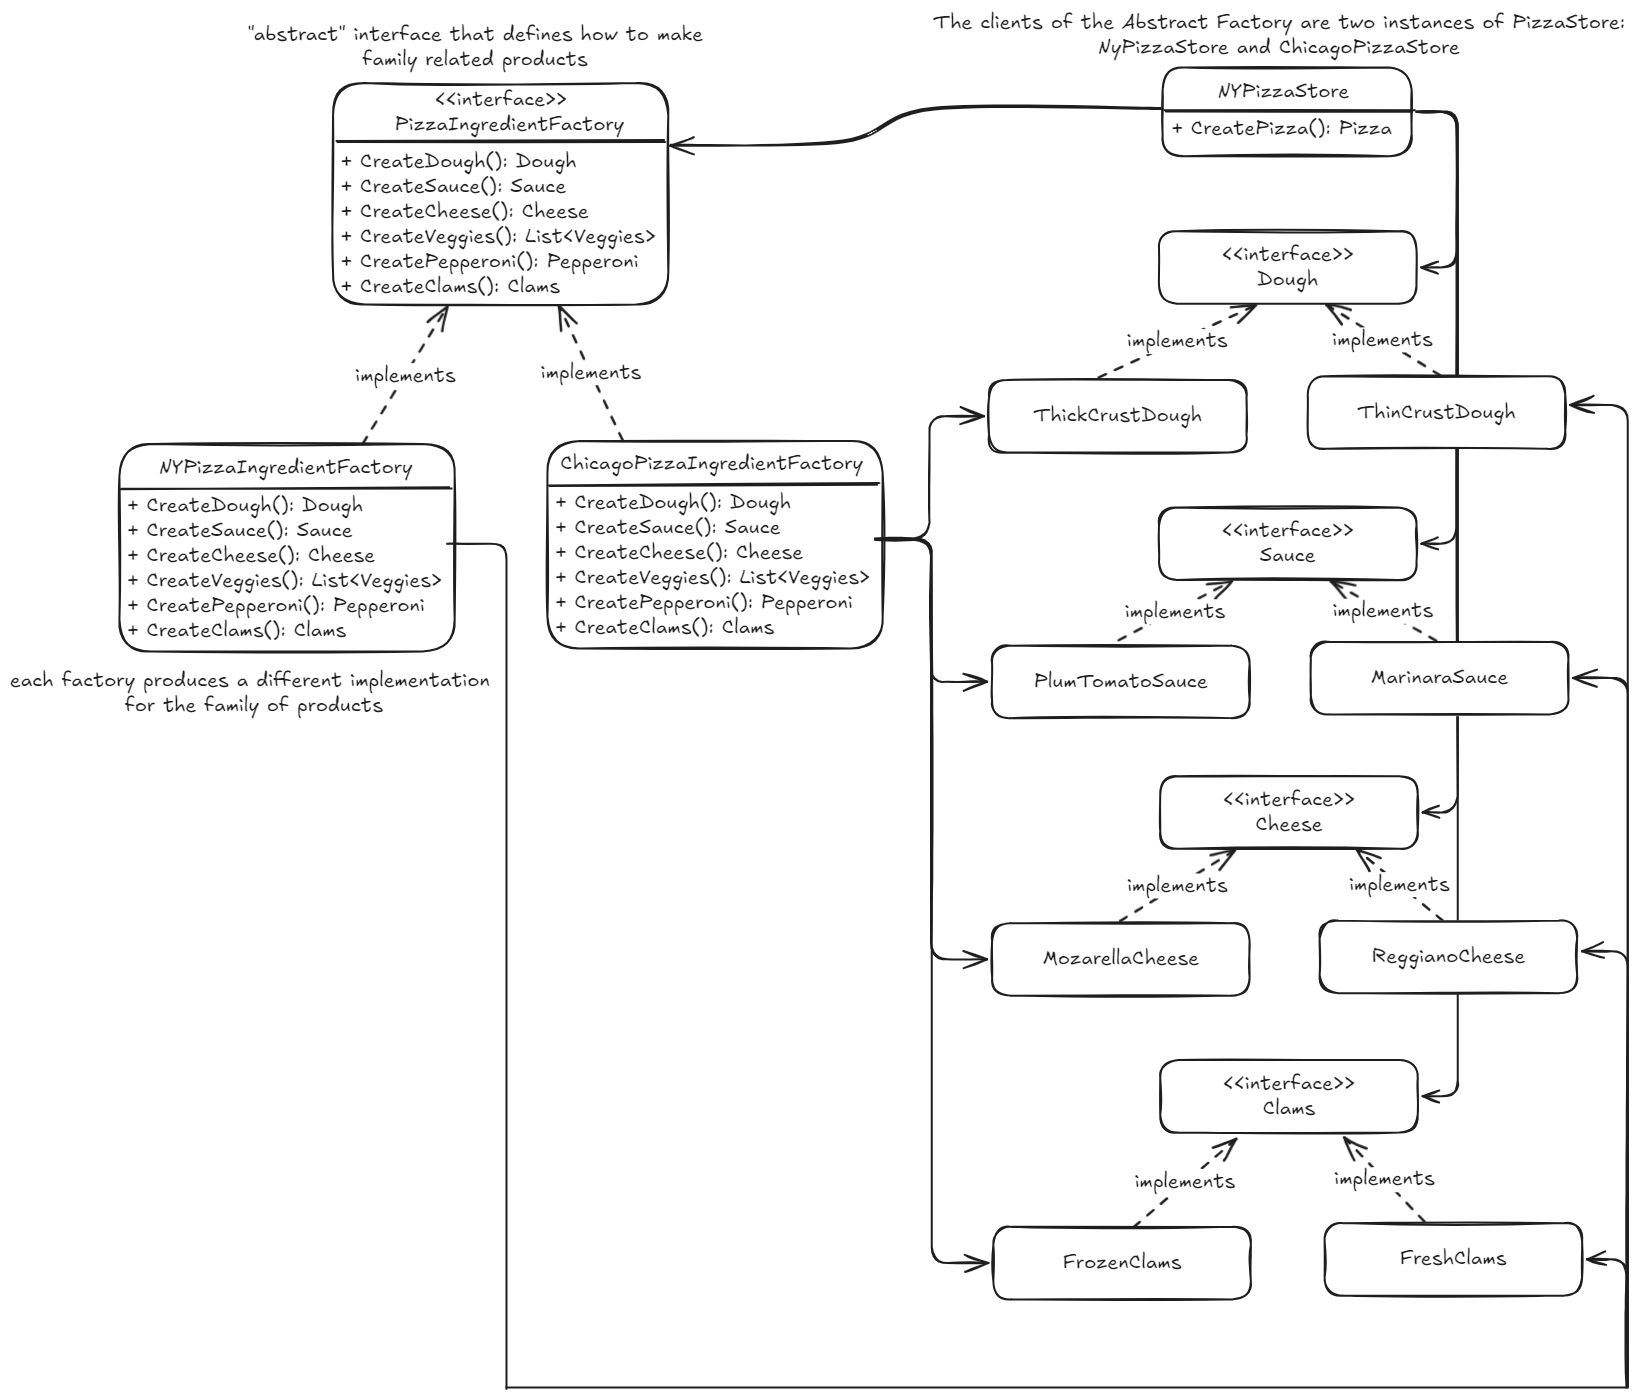 "abstract" interface that defines how to make
family related products
<<interface>>
PizzaIngredientFactory
+ CreateDough(): Dough
+ CreateSauce(): Sauce
+ CreateCheese(): Cheese
+ CreateVeggies(): List<Veggies>
+ CreatePepperoni(): Pepperoni
+ CreateClams(): Clams
The clients of the Abstract Factory are two instances of PizzaStore:
NyPizzaStore and ChicagoPizzaStore
NYPizzaStore
+ CreatePizza(): Pizza
implements
implements
NYPizzaIngredientFactory
+ CreateDough(): Dough
+ CreateSauce(): Sauce
+ CreateCheese(): Cheese
+ CreateVeggies(): List<Veggies>
+ CreatePepperoni(): Pepperoni
+ CreateClams(): Clams
each factory produces a different implementation
for the family of products
ChicagoPizzaIngredientFactory
+ CreateDough(): Dough
+ CreateSauce(): Sauce
+ CreateCheese(): Cheese
+ CreateVeggies(): List<Veggies>
+ CreatePepperoni(): Pepperoni
+ CreateClams(): Clams
<<interface>>
Dough
implements
implements
ThickCrustDough
ThinCrustDough
<<interface>>
Sauce
implements
implements
PlumTomatoSauce
MarinaraSauce
<<interface>>
Cheese
implements
implements
MozarellaCheese
ReggianoCheese
<<interface>>
Clams
implements
implements
FrozenClams
FreshClams